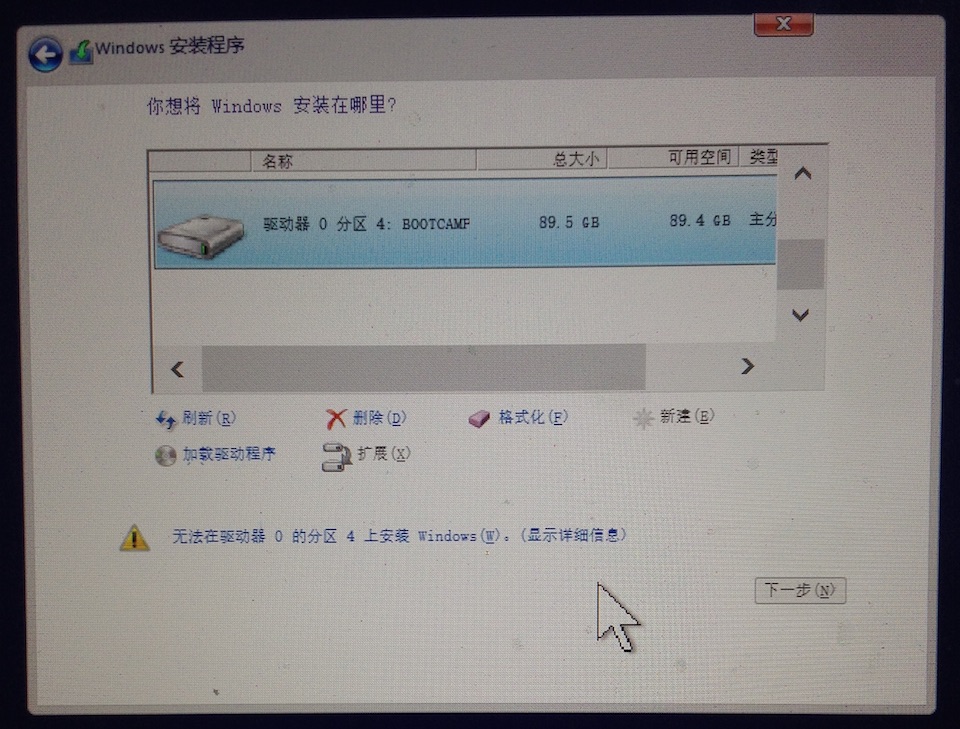 Windows 安装程序
你想将 Windows 安装在哪里?
名称 总大小 可用空间 类型
驱动器 0 分区 4: BOOTCAMP 89.5 GB 89.4 GB 主分
刷新(R) 删除(D) 格式化(F) 新建(E)
加载驱动程序 扩展(X)
无法在驱动器 0 的分区 4 上安装 Windows(W)。(显示详细信息)
下一步(N)